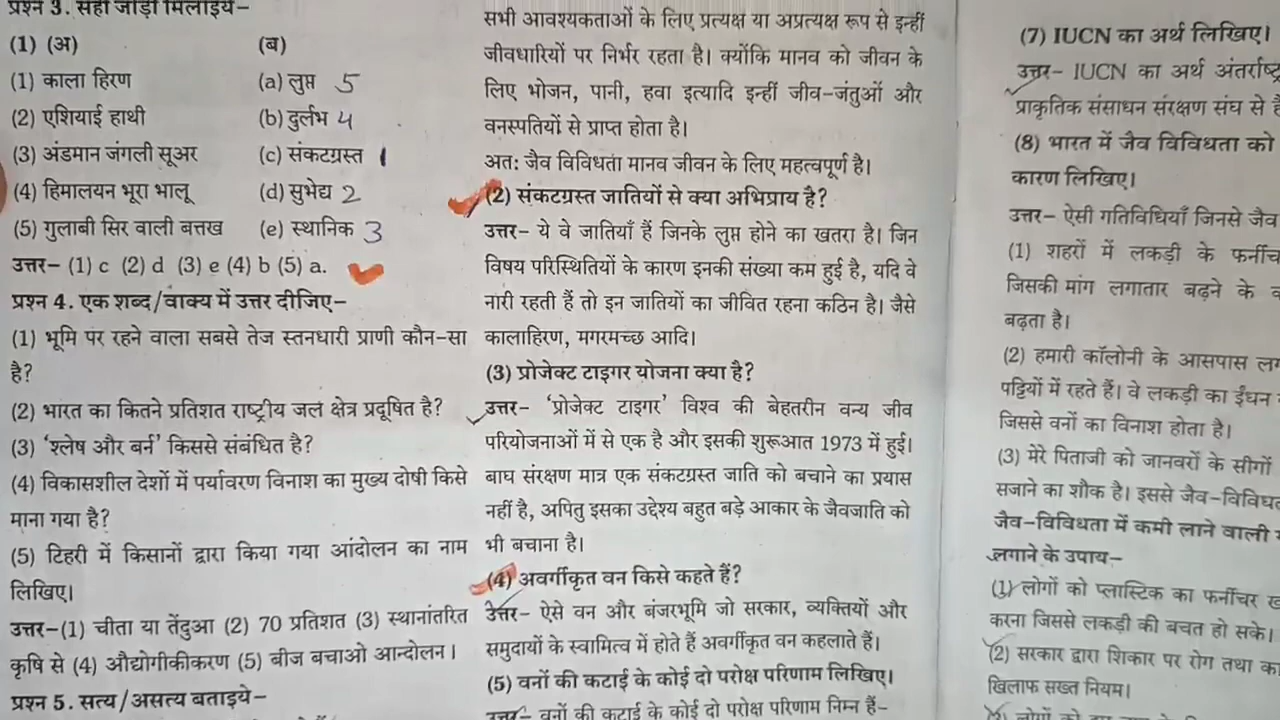 प्रश्न 3. सही जोड़ी मिलाइये–
(1) (अ) (ब)
(1) काला हिरण (a) लुप्त 5
(2) एशियाई हाथी (b) दुर्लभ 4
(3) अंडमान जंगली सूअर (c) संकटग्रस्त 1
(4) हिमालयन भूरा भालू (d) सुभेद्य 2
(5) गुलाबी सिर वाली बत्तख (e) स्थानिक 3
उत्तर– (1) c (2) d (3) e (4) b (5) a.
प्रश्न 4. एक शब्द/वाक्य में उत्तर दीजिए–
(1) भूमि पर रहने वाला सबसे तेज स्तनधारी प्राणी कौन-सा
है?
(2) भारत का कितने प्रतिशत राष्ट्रीय जल क्षेत्र प्रदूषित है?
(3) 'श्लेष और बर्न' किससे संबंधित है?
(4) विकासशील देशों में पर्यावरण विनाश का मुख्य दोषी किसे
माना गया है?
(5) टिहरी में किसानों द्वारा किया गया आंदोलन का नाम
लिखिए।
उत्तर–(1) चीता या तेंदुआ (2) 70 प्रतिशत (3) स्थानांतरित
कृषि से (4) औद्योगीकीकरण (5) बीज बचाओ आन्दोलन।
प्रश्न 5. सत्य/असत्य बताइये–
सभी आवश्यकताओं के लिए प्रत्यक्ष या अप्रत्यक्ष रूप से इन्हीं
जीवधारियों पर निर्भर रहता है। क्योंकि मानव को जीवन के
लिए भोजन, पानी, हवा इत्यादि इन्हीं जीव-जंतुओं और
वनस्पतियों से प्राप्त होता है।
अत: जैव विविधता मानव जीवन के लिए महत्वपूर्ण है।
(2) संकटग्रस्त जातियों से क्या अभिप्राय है?
उत्तर– ये वे जातियाँ हैं जिनके लुप्त होने का खतरा है। जिन
विषय परिस्थितियों के कारण इनकी संख्या कम हुई है, यदि वे
नारी रहती हैं तो इन जातियों का जीवित रहना कठिन है। जैसे
कालाहिरण, मगरमच्छ आदि।
(3) प्रोजेक्ट टाइगर योजना क्या है?
उत्तर– 'प्रोजेक्ट टाइगर' विश्व की बेहतरीन वन्य जीव
परियोजनाओं में से एक है और इसकी शुरूआत 1973 में हुई।
बाघ संरक्षण मात्र एक संकटग्रस्त जाति को बचाने का प्रयास
नहीं है, अपितु इसका उद्देश्य बहुत बड़े आकार के जैवजाति को
भी बचाना है।
(4) अवर्गीकृत वन किसे कहते हैं?
उत्तर– ऐसे वन और बंजरभूमि जो सरकार, व्यक्तियों और
समुदायों के स्वामित्व में होते हैं अवर्गीकृत वन कहलाते हैं।
(5) वनों की कटाई के कोई दो परोक्ष परिणाम लिखिए।
उत्तर– वनों की कटाई के कोई दो परोक्ष परिणाम निम्न हैं–
(7) IUCN का अर्थ लिखिए।
उत्तर– IUCN का अर्थ
प्राकृतिक संसाधन संरक्षण संघ से
(8) भारत में जैव विविधता को
कारण लिखिए।
उत्तर– ऐसी गतिविधियाँ जिनसे जैव
(1) शहरों में लकड़ी के
जिसकी मांग लगातार बढ़ने के
बढ़ता है।
(2) हमारी कॉलोनी के आसपास
पट्टियों में रहते हैं। वे लकड़ी का ईंधन
जिससे वनों का विनाश होता है।
(3) मेरे पिताजी को जानवरों के सींगों
सजाने का शौक है। इससे
जैव-विविधता में कमी लाने वाली
लगाने के उपाय–
(1) लोगों को प्लास्टिक का फर्नीचर
करना जिससे लकड़ी की बचत हो सके।
(2) सरकार द्वारा शिकार पर रोग तथा
खिलाफ सख्त नियम।